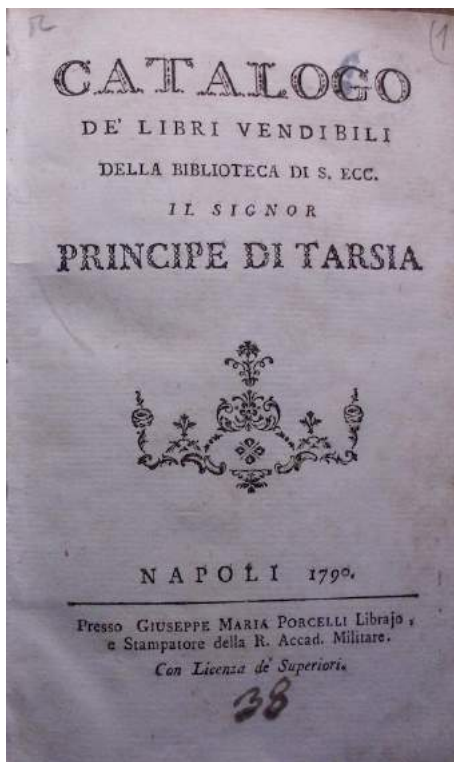 (1
CATALOGO
DE' LIBRI VENDIBILI
DELLA BIBLIOTECA DI S. ECC.
IL SIGNOR
PRINCIPE DI TARSIA
NAPOLI 1790.
Presso GIUSEPPE MARIA PORCELLI Librajo,
e Stampatore della R. Accad. Militare.
Con Licenza de' Superiori.
38